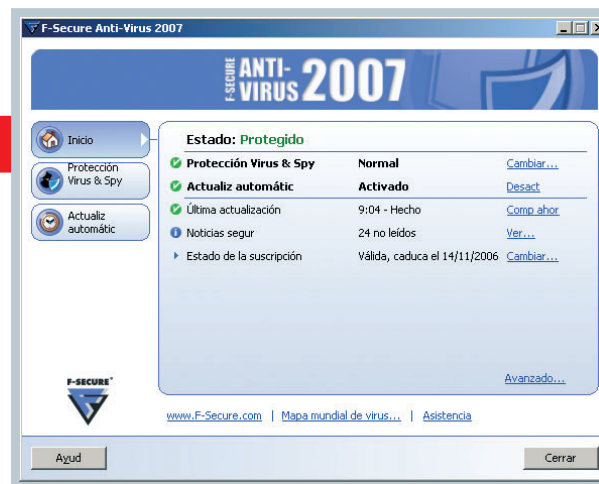 F-Secure Anti-Virus 2007
F-SECURE ANTI-VIRUS 2007
Inicio
Protección
Virus & Spy
Actualiz
automátic
Estado: Protegido
Protección Virus & Spy Normal Cambiar...
Actualiz automátic Activado Desact
Última actualización 9:04 - Hecho Comp ahor
Noticias segur 24 no leídos Ver...
Estado de la suscripción Válida, caduca el 14/11/2006 Cambiar...
Avanzado...
F-SECURE
www.F-Secure.com | Mapa mundial de virus... | Asistencia
Ayud Cerrar